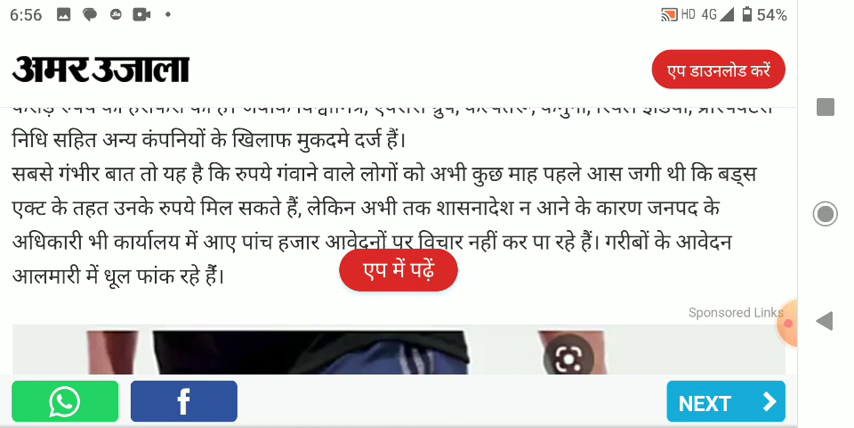 6:56
HD 4G 54%
अमर उजाला
एप डाउनलोड करें
निधि सहित अन्य कंपनियों के खिलाफ मुकदमे दर्ज हैं।
सबसे गंभीर बात तो यह है कि रुपये गंवाने वाले लोगों को अभी कुछ माह पहले आस जगी थी कि बड्स
एक्ट के तहत उनके रुपये मिल सकते हैं, लेकिन अभी तक शासनादेश न आने के कारण जनपद के
अधिकारी भी कार्यालय में आए पांच हजार आवेदनों पर विचार नहीं कर पा रहे हैं। गरीबों के आवेदन
आलमारी में धूल फांक रहे हैं।
एप में पढ़ें
Sponsored Links
f
NEXT